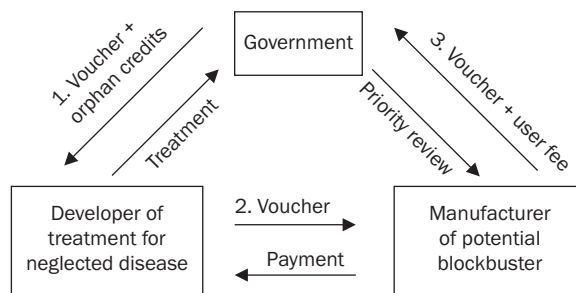 Government
1. Voucher +
orphan credits
Treatment
Priority review
3. Voucher + user fee
Developer of
treatment for
neglected disease
2. Voucher
Payment
Manufacturer
of potential
blockbuster